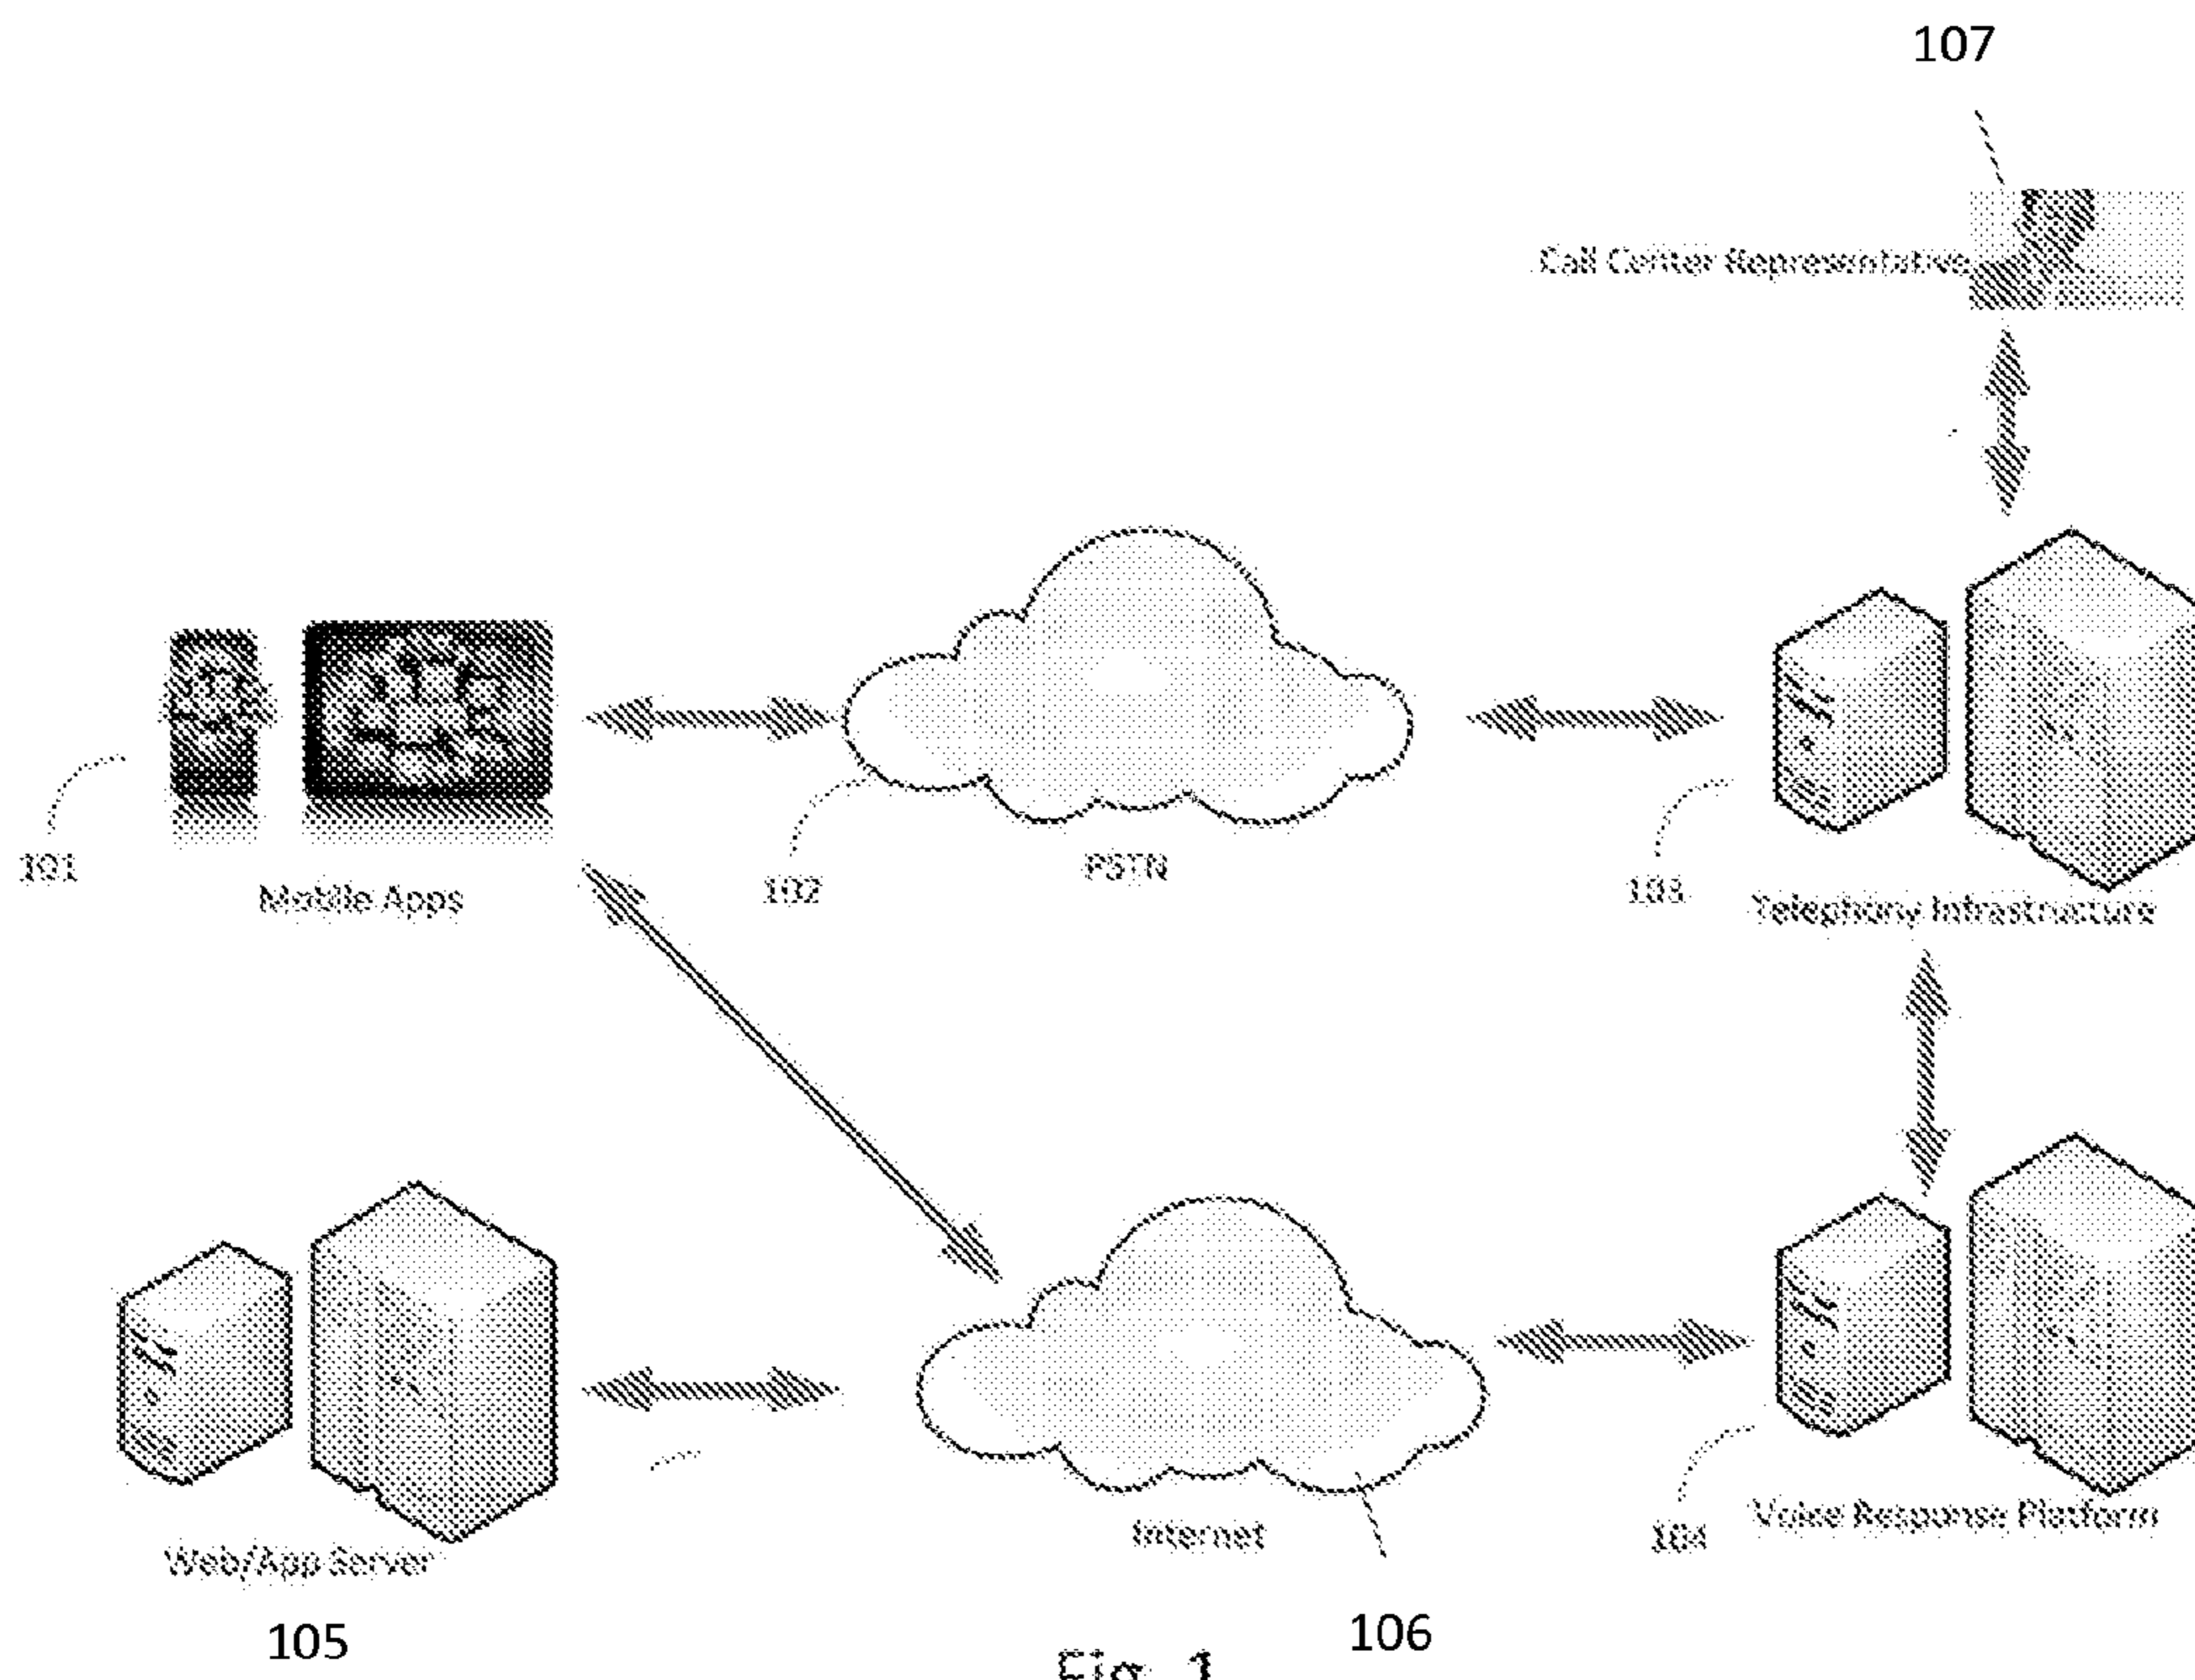 107
Call Center Representative
101
Mobile Apps
102
PSTN
103
Telephony Infrastructure
Web/App Server
105
Internet
106
104
Voice Response Platform
Fig. 1